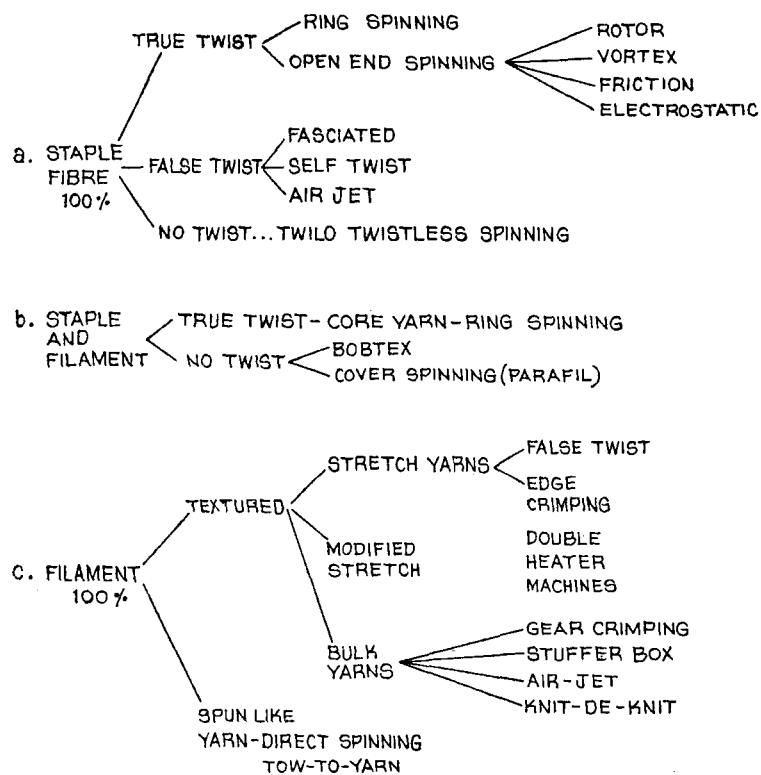 TRUE TWIST
RING SPINNING
OPEN END SPINNING
ROTOR
VORTEX
FRICTION
ELECTROSTATIC
a. STAPLE
FIBRE
100%
FALSE TWIST
FASCIATED
SELF TWIST
AIR JET
NO TWIST...TWILO TWISTLESS SPINNING
b. STAPLE
AND
FILAMENT
TRUE TWIST-CORE YARN-RING SPINNING
NO TWIST
BOBTEX
COVER SPINNING (PARAFIL)
c. FILAMENT
100%
TEXTURED
STRETCH YARNS
FALSE TWIST
EDGE
CRIMPING
MODIFIED
STRETCH
DOUBLE
HEATER
MACHINES
BULK
YARNS
GEAR CRIMPING
STUFFER BOX
AIR-JET
KNIT-DE-KNIT
SPUN LIKE
YARN-DIRECT SPINNING
TOW-TO-YARN